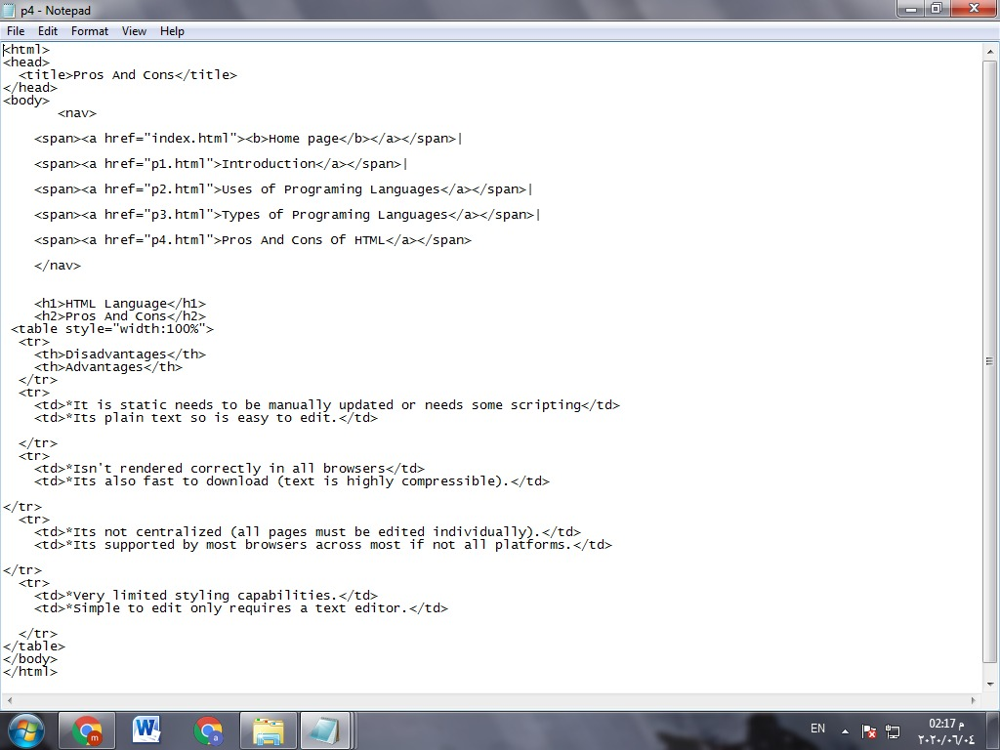 p4 - Notepad
File Edit Format View Help
<html>
<head>
  <title>Pros And Cons</title>
</head>
<body>
       <nav>

    <span><a href="index.html"><b>Home page</b></a></span>|

    <span><a href="p1.html">Introduction</a></span>|

    <span><a href="p2.html">Uses of Programing Languages</a></span>|

    <span><a href="p3.html">Types of Programing Languages</a></span>|

    <span><a href="p4.html">Pros And Cons Of HTML</a></span>

    </nav>


    <h1>HTML Language</h1>
    <h2>Pros And Cons</h2>
 <table style="width:100%">
  <tr>
    <th>Disadvantages</th>
    <th>Advantages</th>
  </tr>
  <tr>
    <td>*It is static needs to be manually updated or needs some scripting</td>
    <td>*Its plain text so is easy to edit.</td>

  </tr>
  <tr>
    <td>*Isn't rendered correctly in all browsers</td>
    <td>*Its also fast to download (text is highly compressible).</td>

</tr>
  <tr>
    <td>*Its not centralized (all pages must be edited individually).</td>
    <td>*Its supported by most browsers across most if not all platforms.</td>

</tr>
  <tr>
    <td>*Very limited styling capabilities.</td>
    <td>*Simple to edit only requires a text editor.</td>

  </tr>
</table>
</body>
</html>
m
W
a
EN
02:17 م
٢٠٢٠/٠٦/٠٤